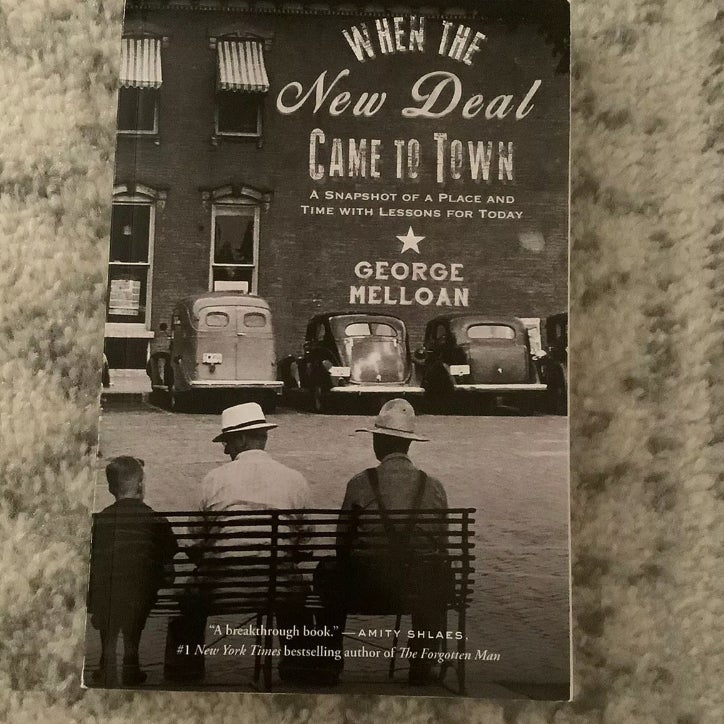 WHEN THE
New Deal
CAME TO TOWN
A SNAPSHOT OF A PLACE AND
TIME WITH LESSONS FOR TODAY
GEORGE
MELLOAN
“A breakthrough book.” —AMITY SHLAES,
#1 New York Times bestselling author of The Forgotten Man